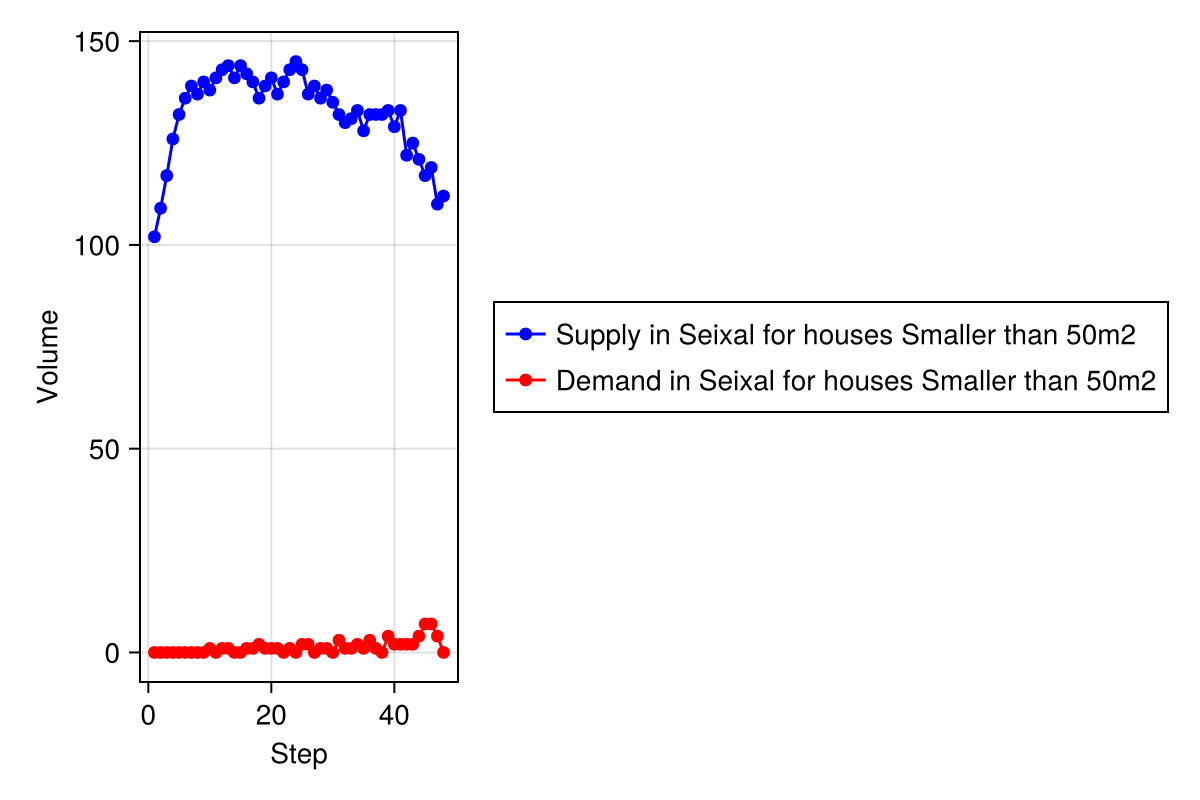 150
100
50
0
Volume
0 20 40
Step
Supply in Seixal for houses Smaller than 50m2
Demand in Seixal for houses Smaller than 50m2